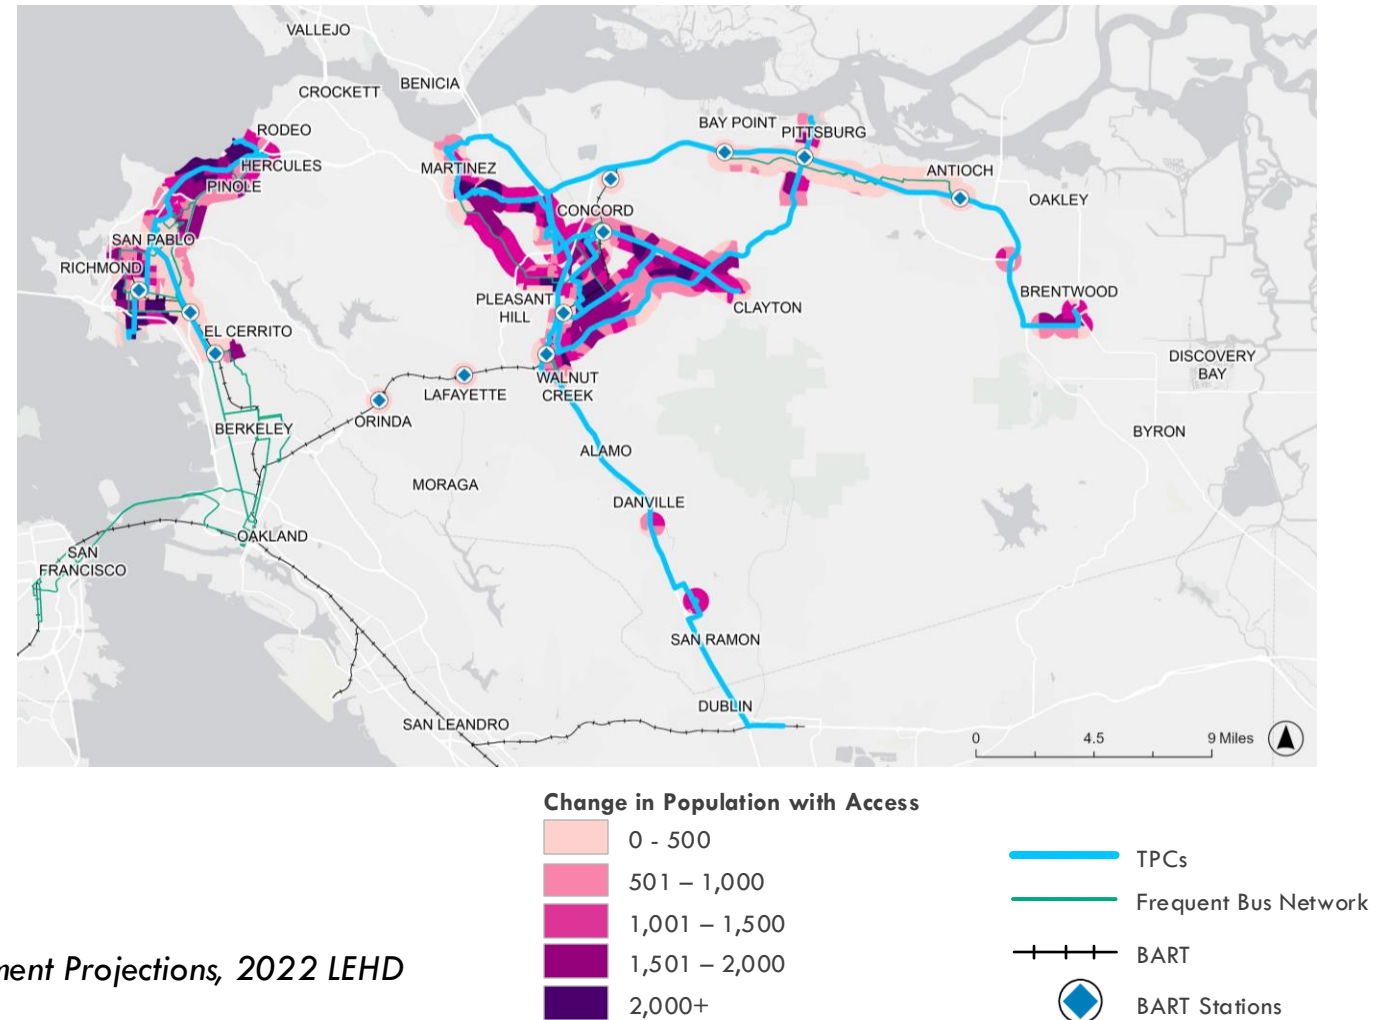 VALLEJO
BENICIA
CROCKETT
RODEO
HERCULES
PINOLE
MARTINEZ
BAY POINT
PITTSBURG
ANTIOCH
OAKLEY
CONCORD
SAN PABLO
RICHMOND
PLEASANT
HILL
CLAYTON
BRENTWOOD
EL CERRITO
DISCOVERY
BAY
WALNUT
CREEK
LAFAYETTE
ORINDA
BERKELEY
BYRON
ALAMO
MORAGA
DANVILLE
OAKLAND
SAN
FRANCISCO
SAN RAMON
DUBLIN
SAN LEANDRO
0 4.5 9 Miles
Change in Population with Access
0 - 500
501 – 1,000
1,001 – 1,500
1,501 – 2,000
2,000+
TPCs
Frequent Bus Network
BART
BART Stations
ment Projections, 2022 LEHD